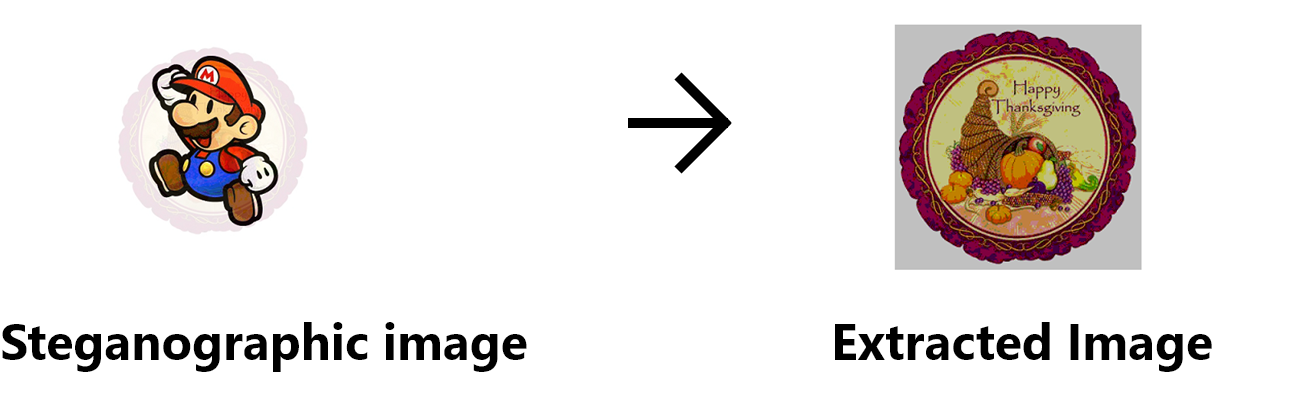 M
Happy
Thanksgiving
Steganographic image
Extracted Image